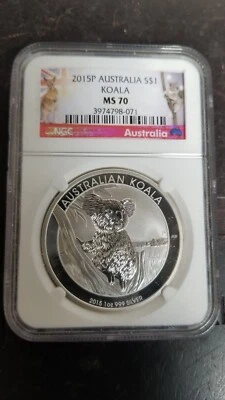 2015P AUSTRALIA S$1
KOALA
MS 70
3974798-071
NGC
Australia
AUSTRALIAN KOALA
2015 1oz 999 SILVER